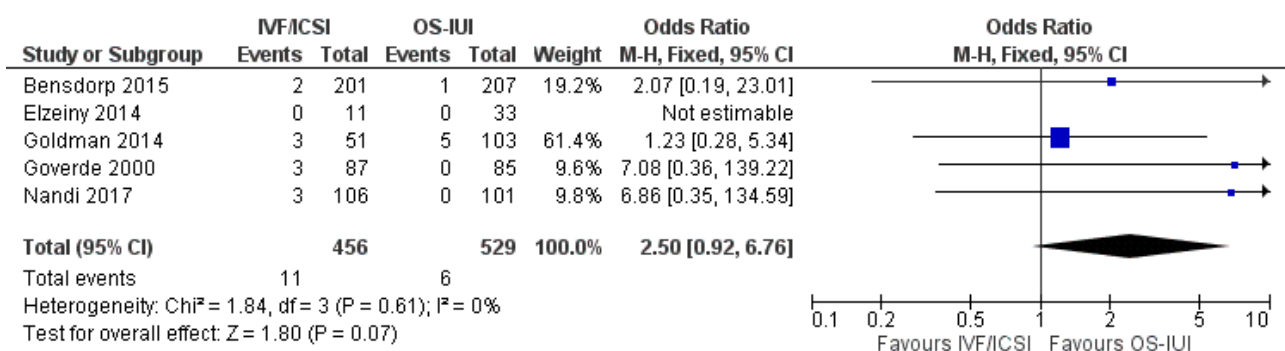 IVF/ICSI OS-IUI Odds Ratio Odds Ratio
Study or Subgroup Events Total Events Total Weight M-H, Fixed, 95% CI M-H, Fixed, 95% CI
Bensdorp 2015 2 201 1 207 19.2% 2.07 [0.19, 23.01]
Elzeiny 2014 0 11 0 33 Not estimable
Goldman 2014 3 51 5 103 61.4% 1.23 [0.28, 5.34]
Goverde 2000 3 87 0 85 9.6% 7.08 [0.36, 139.22]
Nandi 2017 3 106 0 101 9.8% 6.86 [0.35, 134.59]
Total (95% CI) 456 529 100.0% 2.50 [0.92, 6.76]
Total events 11 6
Heterogeneity: Chi² = 1.84, df = 3 (P = 0.61); I² = 0%
Test for overall effect: Z = 1.80 (P = 0.07)
0.1 0.2 0.5 1 2 5 10
Favours IVF/ICSI Favours OS-IUI